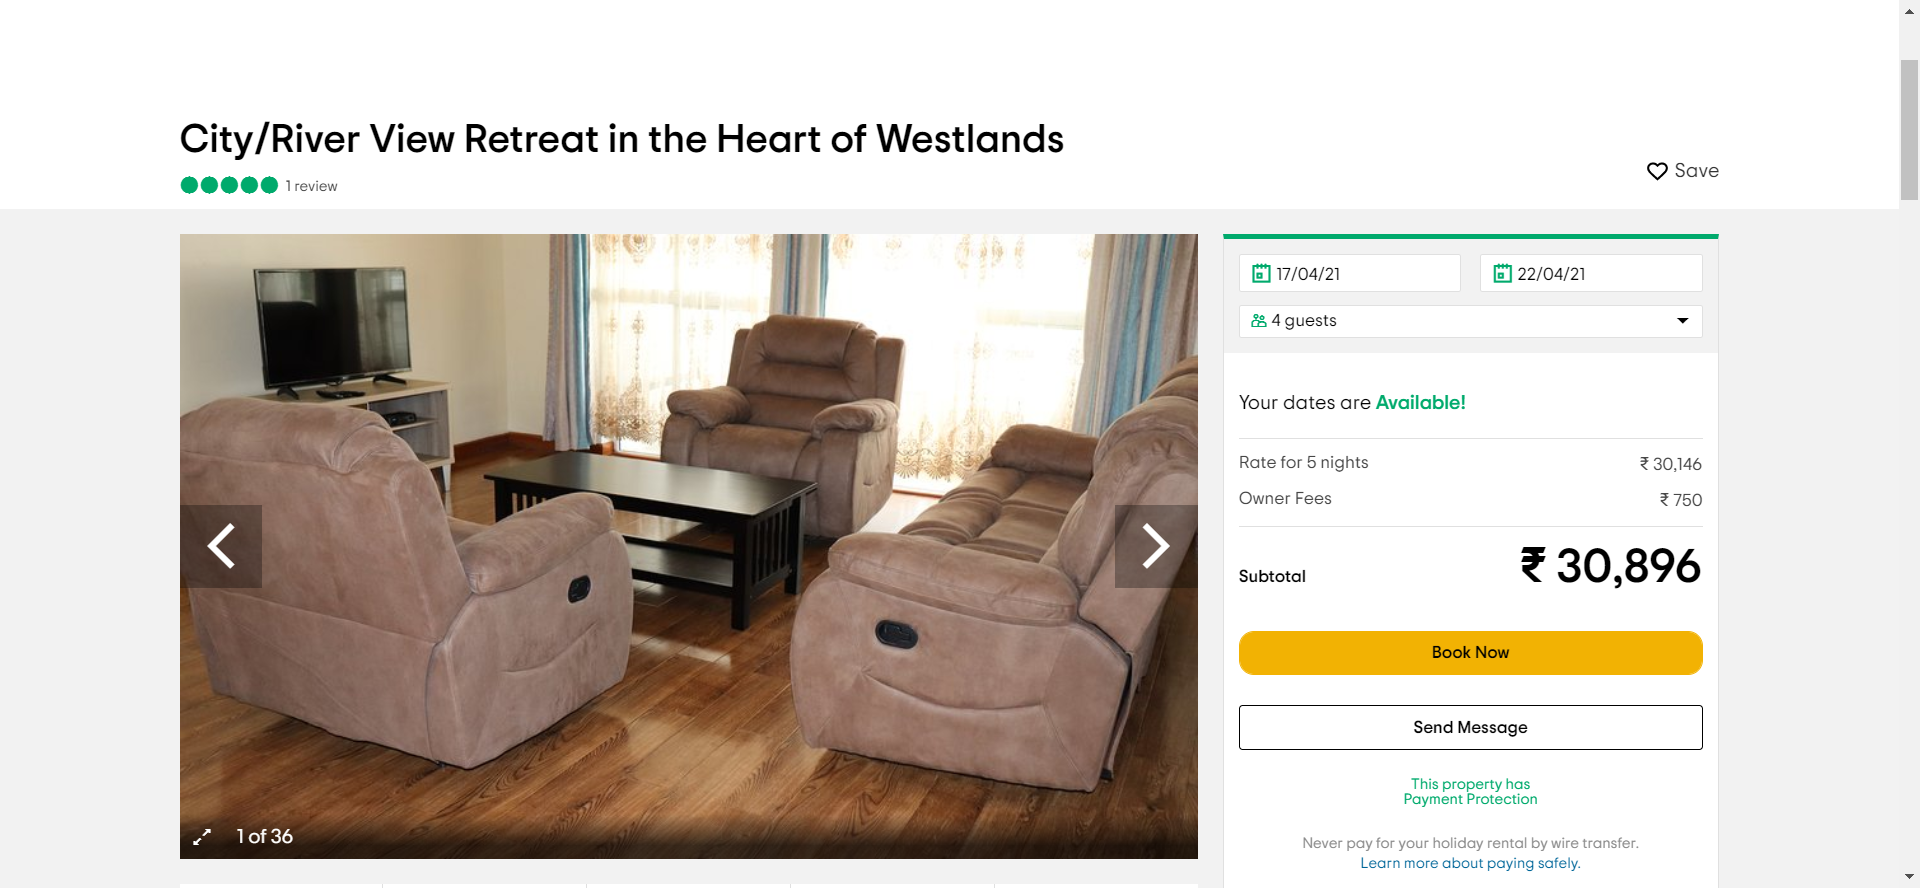 City/River View Retreat in the Heart of Westlands
1 review
Save
17/04/21
22/04/21
4 guests
Your dates are Available!
Rate for 5 nights
₹ 30,146
Owner Fees
₹ 750
Subtotal
₹ 30,896
Book Now
Send Message
This property has
Payment Protection
Never pay for your holiday rental by wire transfer.
Learn more about paying safely.
1 of 36